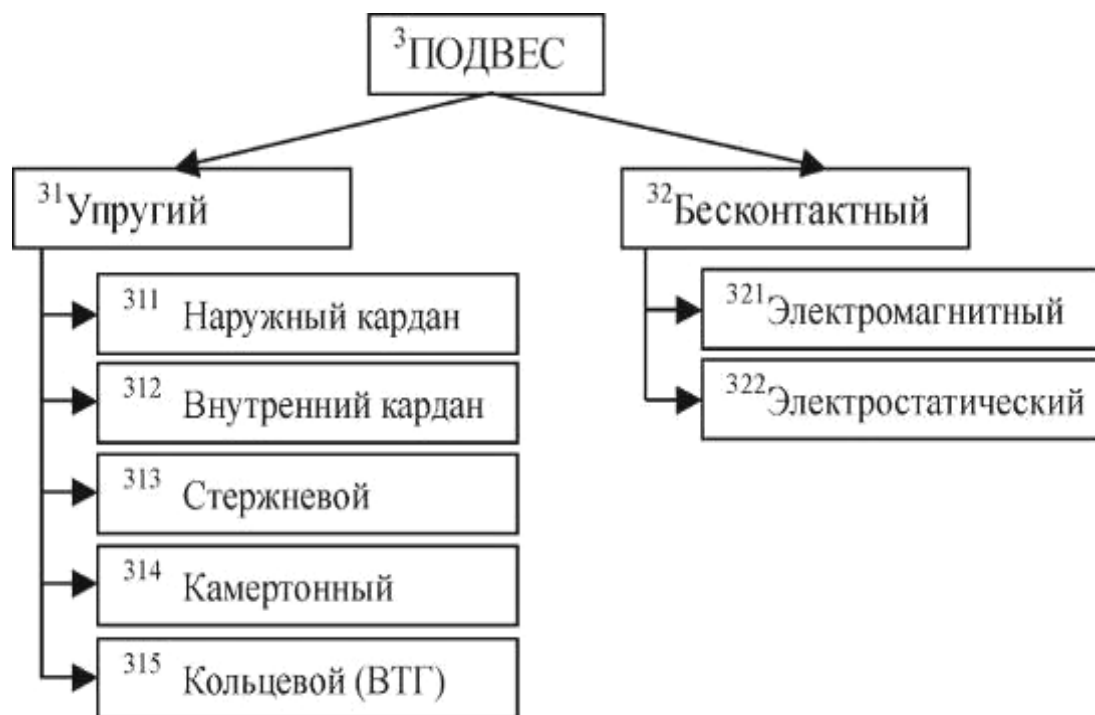 3ПОДВЕС
31Упругий
32Бесконтактный
311 Наружный кардан
312 Внутренний кардан
313 Стержневой
314 Камертонный
315 Кольцевой (ВТГ)
321Электромагнитный
322Электростатический